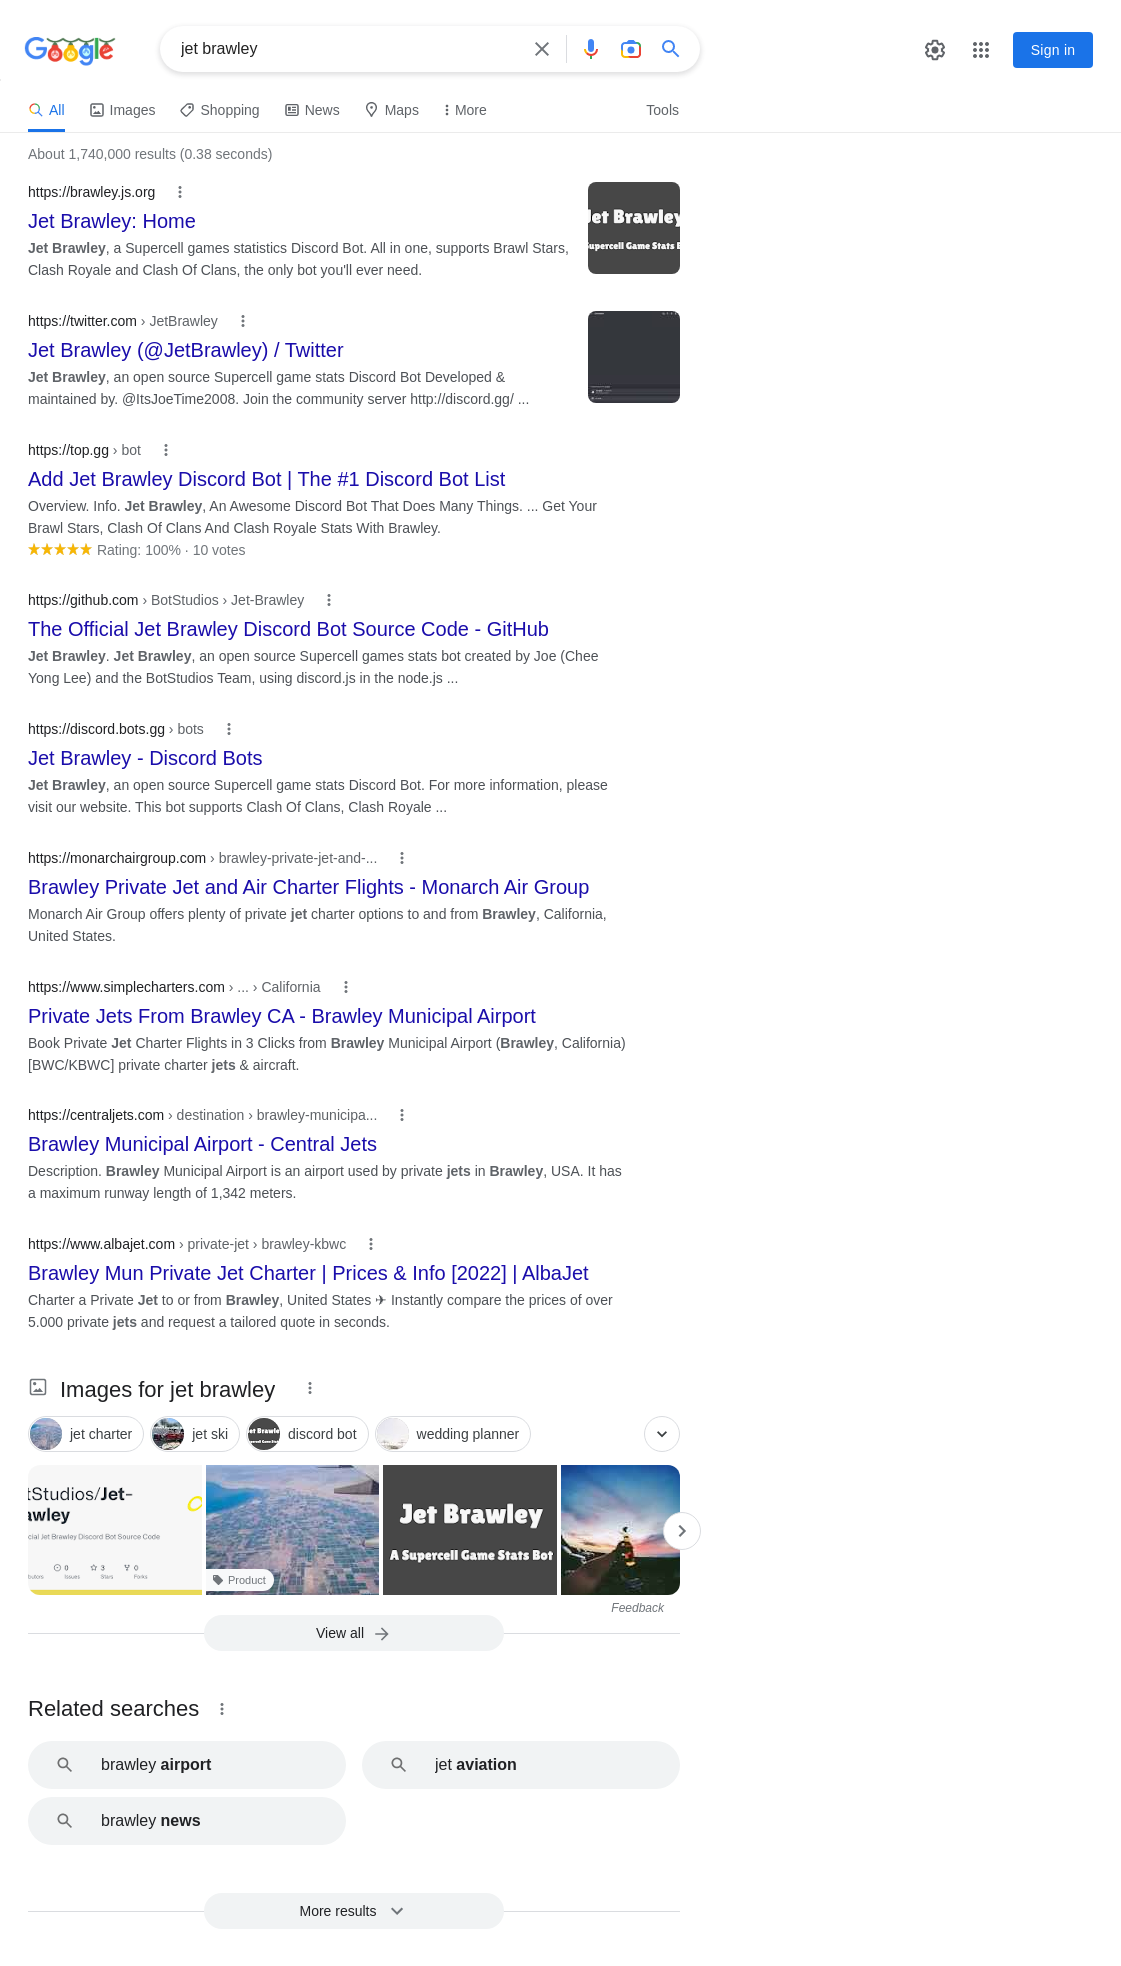 Google
jet brawley
Sign in
All
Images
Shopping
News
Maps
More
Tools
About 1,740,000 results (0.38 seconds)
https://brawley.js.org
Jet Brawley: Home
Jet Brawley, a Supercell games statistics Discord Bot. All in one, supports Brawl Stars,
Clash Royale and Clash Of Clans, the only bot you'll ever need.
Jet Brawley
Supercell Game Stats B
https://twitter.com › JetBrawley
Jet Brawley (@JetBrawley) / Twitter
Jet Brawley, an open source Supercell game stats Discord Bot Developed &
maintained by. @ItsJoeTime2008. Join the community server http://discord.gg/ ...
https://top.gg › bot
Add Jet Brawley Discord Bot | The #1 Discord Bot List
Overview. Info. Jet Brawley, An Awesome Discord Bot That Does Many Things. ... Get Your
Brawl Stars, Clash Of Clans And Clash Royale Stats With Brawley.
Rating: 100% · 10 votes
https://github.com › BotStudios › Jet-Brawley
The Official Jet Brawley Discord Bot Source Code - GitHub
Jet Brawley. Jet Brawley, an open source Supercell games stats bot created by Joe (Chee
Yong Lee) and the BotStudios Team, using discord.js in the node.js ...
https://discord.bots.gg › bots
Jet Brawley - Discord Bots
Jet Brawley, an open source Supercell game stats Discord Bot. For more information, please
visit our website. This bot supports Clash Of Clans, Clash Royale ...
https://monarchairgroup.com › brawley-private-jet-and-...
Brawley Private Jet and Air Charter Flights - Monarch Air Group
Monarch Air Group offers plenty of private jet charter options to and from Brawley, California,
United States.
https://www.simplecharters.com › ... › California
Private Jets From Brawley CA - Brawley Municipal Airport
Book Private Jet Charter Flights in 3 Clicks from Brawley Municipal Airport (Brawley, California)
[BWC/KBWC] private charter jets & aircraft.
https://centraljets.com › destination › brawley-municipa...
Brawley Municipal Airport - Central Jets
Description. Brawley Municipal Airport is an airport used by private jets in Brawley, USA. It has
a maximum runway length of 1,342 meters.
https://www.albajet.com › private-jet › brawley-kbwc
Brawley Mun Private Jet Charter | Prices & Info [2022] | AlbaJet
Charter a Private Jet to or from Brawley, United States ✈ Instantly compare the prices of over
5.000 private jets and request a tailored quote in seconds.
Images for jet brawley
jet charter
jet ski
discord bot
wedding planner
tStudios/Jet-
awley
cial Jet Brawley Discord Bot Source Code
0
3
0
Issues
Stars
Forks
Product
Jet Brawley
A Supercell Game Stats Bot
Feedback
View all
Related searches
brawley airport
jet aviation
brawley news
More results